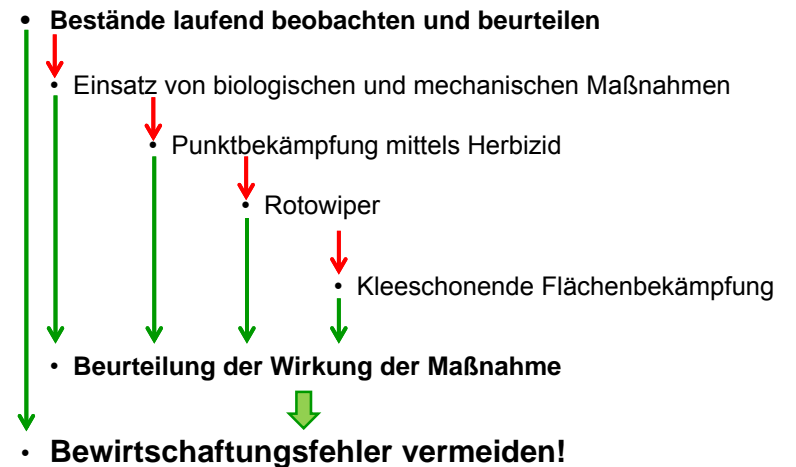 • Bestände laufend beobachten und beurteilen
• Einsatz von biologischen und mechanischen Maßnahmen
• Punktbekämpfung mittels Herbizid
• Rotowiper
• Kleeschonende Flächenbekämpfung
• Beurteilung der Wirkung der Maßnahme
• Bewirtschaftungsfehler vermeiden!